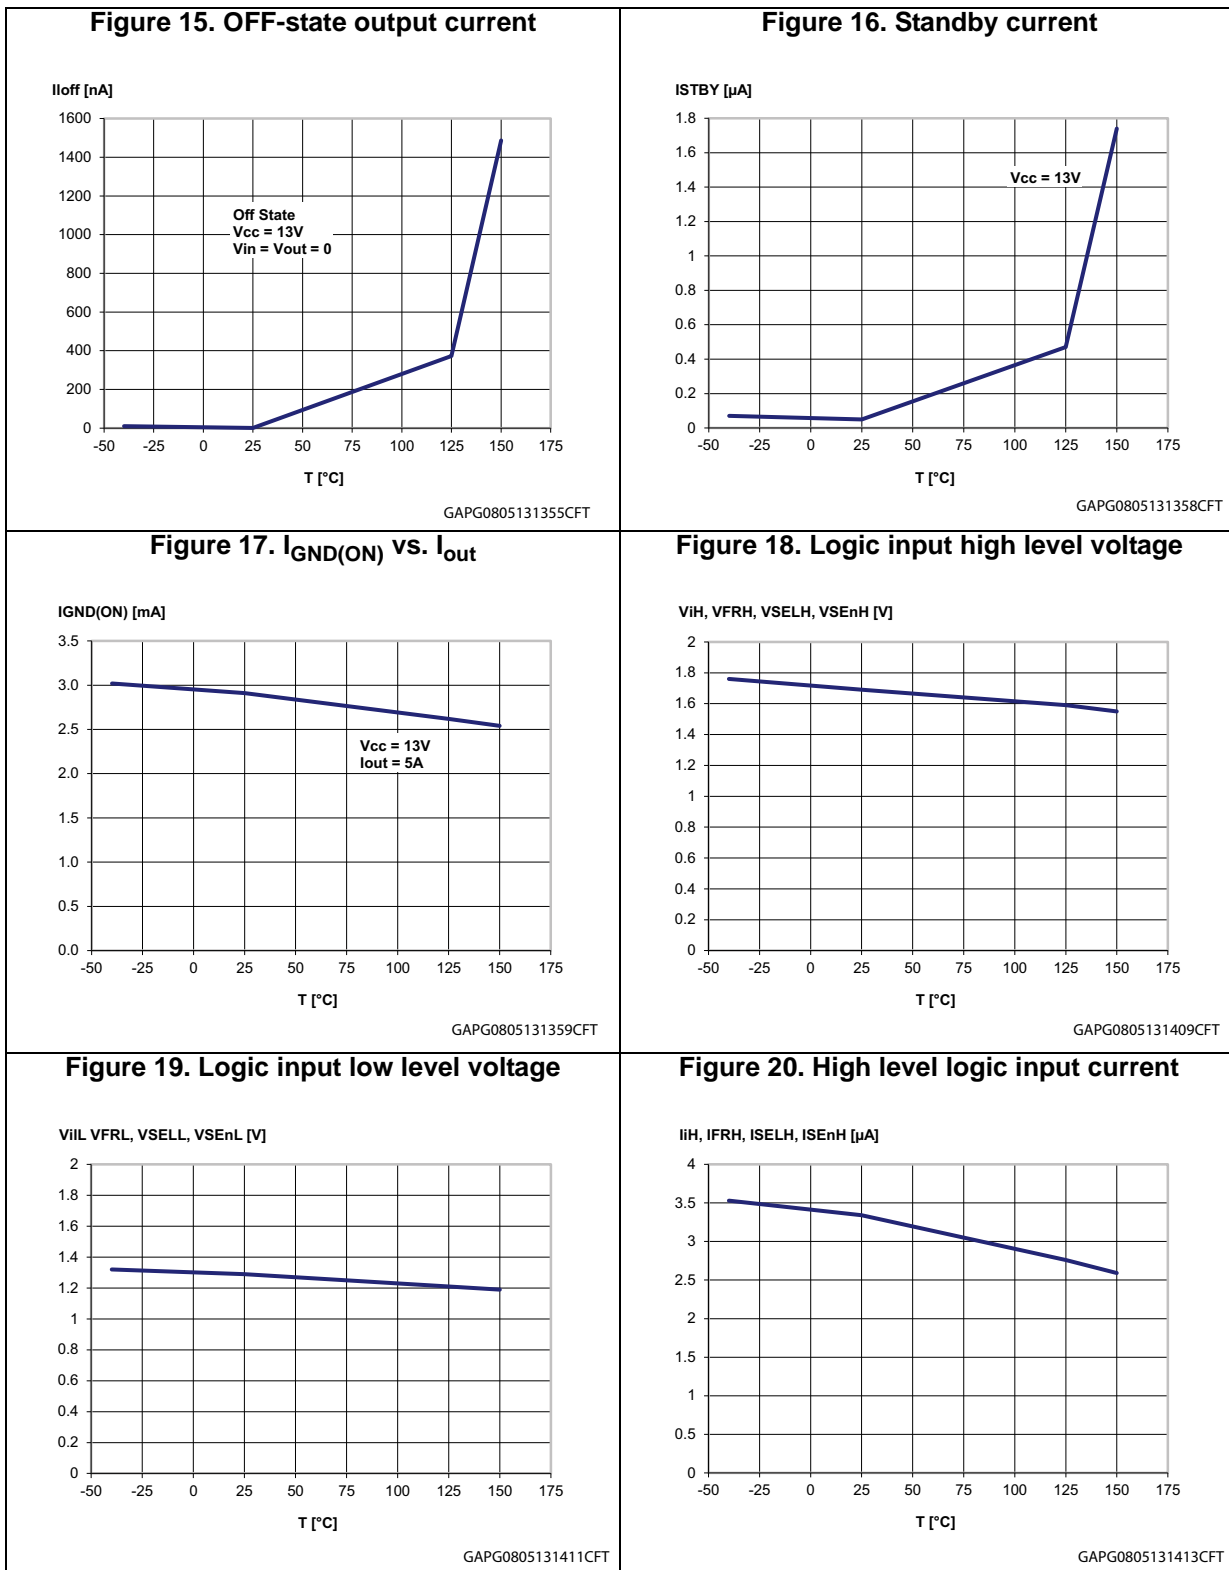 Figure 15. OFF-state output current
Iloff [nA]
1600
1400
1200
1000
800
600
400
200
0
Off State
Vcc = 13V
Vin = Vout = 0
-50 -25 0 25 50 75 100 125 150 175
T [°C]
GAPG0805131355CFT
Figure 16. Standby current
ISTBY [µA]
1.8
1.6
1.4
1.2
1
0.8
0.6
0.4
0.2
0
Vcc = 13V
-50 -25 0 25 50 75 100 125 150 175
T [°C]
GAPG0805131358CFT
Figure 17. IGND(ON) vs. Iout
IGND(ON) [mA]
3.5
3.0
2.5
2.0
1.5
1.0
0.5
0.0
Vcc = 13V
Iout = 5A
-50 -25 0 25 50 75 100 125 150 175
T [°C]
GAPG0805131359CFT
Figure 18. Logic input high level voltage
ViH, VFRH, VSELH, VSEnH [V]
2
1.8
1.6
1.4
1.2
1
0.8
0.6
0.4
0.2
0
-50 -25 0 25 50 75 100 125 150 175
T [°C]
GAPG0805131409CFT
Figure 19. Logic input low level voltage
VilL VFRL, VSELL, VSEnL [V]
2
1.8
1.6
1.4
1.2
1
0.8
0.6
0.4
0.2
0
-50 -25 0 25 50 75 100 125 150 175
T [°C]
GAPG0805131411CFT
Figure 20. High level logic input current
IiH, IFRH, ISELH, ISEnH [µA]
4
3.5
3
2.5
2
1.5
1
0.5
0
-50 -25 0 25 50 75 100 125 150 175
T [°C]
GAPG0805131413CFT